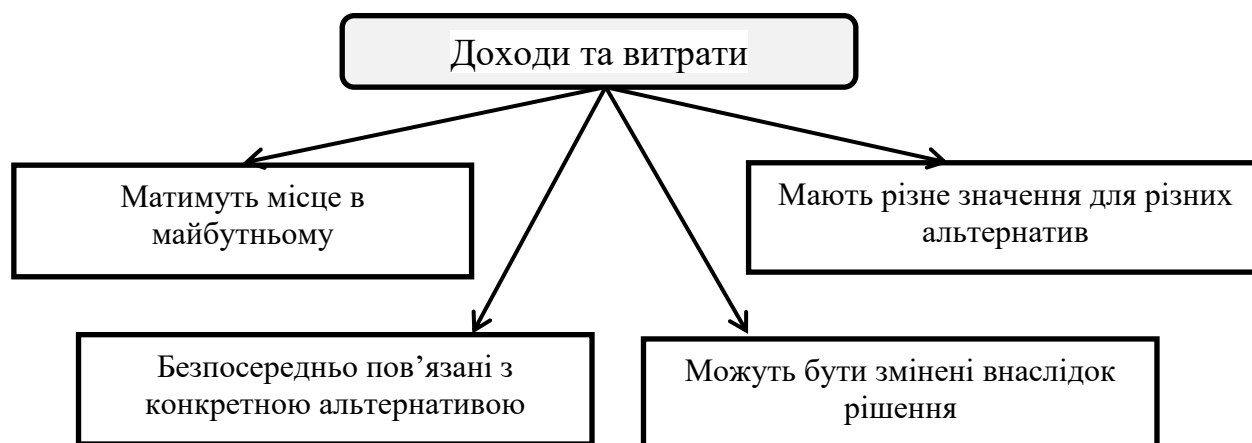 Доходи та витрати
Матимуть місце в
майбутньому
Мають різне значення для різних
альтернатив
Безпосередньо пов’язані з
конкретною альтернативою
Можуть бути змінені внаслідок
рішення